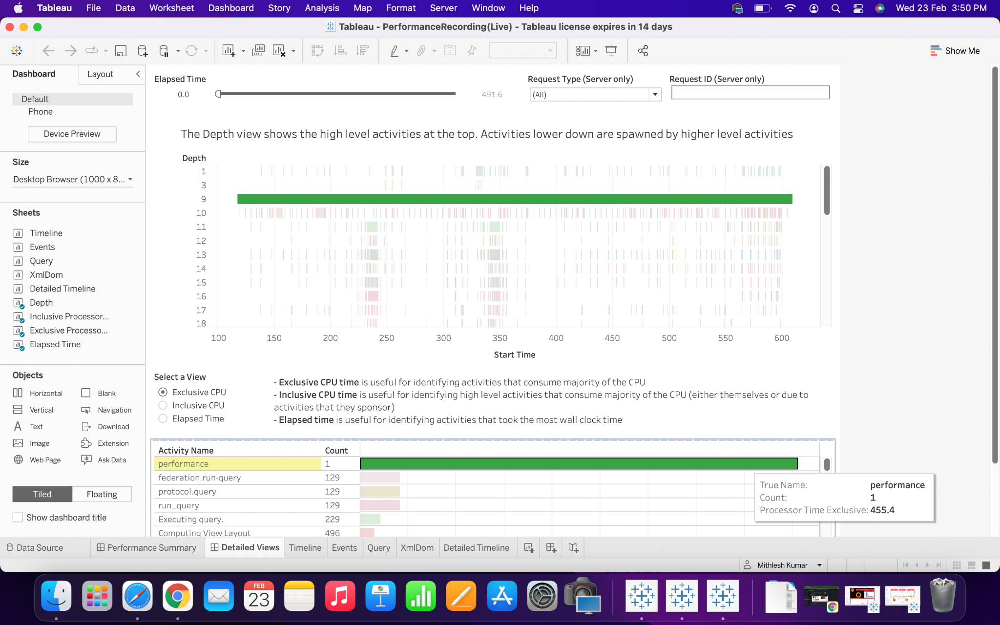 Tableau File Data Worksheet Dashboard Story Analysis Map Format Server Window Help Wed 23 Feb 3:50 PM
Tableau - PerformanceRecording(Live) - Tableau license expires in 14 days
Show Me
Dashboard Layout
Default
Phone
Device Preview
Size
Desktop Browser (1000 x 8...
Sheets
Timeline
Events
Query
XmlDom
Detailed Timeline
Depth
Inclusive Processor...
Exclusive Processo...
Elapsed Time
Objects
Horizontal Blank
Vertical Navigation
Text Download
Image Extension
Web Page Ask Data
Tiled Floating
Show dashboard title
Elapsed Time Request Type (Server only) Request ID (Server only)
0.0 491.6 (All)
The Depth view shows the high level activities at the top. Activities lower down are spawned by higher level activities
Depth
1
3
9
10
11
12
13
14
15
16
17
18
100 150 200 250 300 350 400 450 500 550 600
Start Time
Select a View
Exclusive CPU
Inclusive CPU
Elapsed Time
- Exclusive CPU time is useful for identifying activities that consume majority of the CPU
- Inclusive CPU time is useful for identifying high level activities that consume majority of the CPU (either themselves or due to
activities that they sponsor)
- Elapsed time is useful for identifying activities that took the most wall clock time
Activity Name Count
performance 1
federation.run-query 129
protocol.query 129
run_query 129
Executing query. 229
Computing View Layout 496
True Name: performance
Count: 1
Processor Time Exclusive: 455.4
Data Source Performance Summary Detailed Views Timeline Events Query XmlDom Detailed Timeline
Mithlesh Kumar
FEB
23